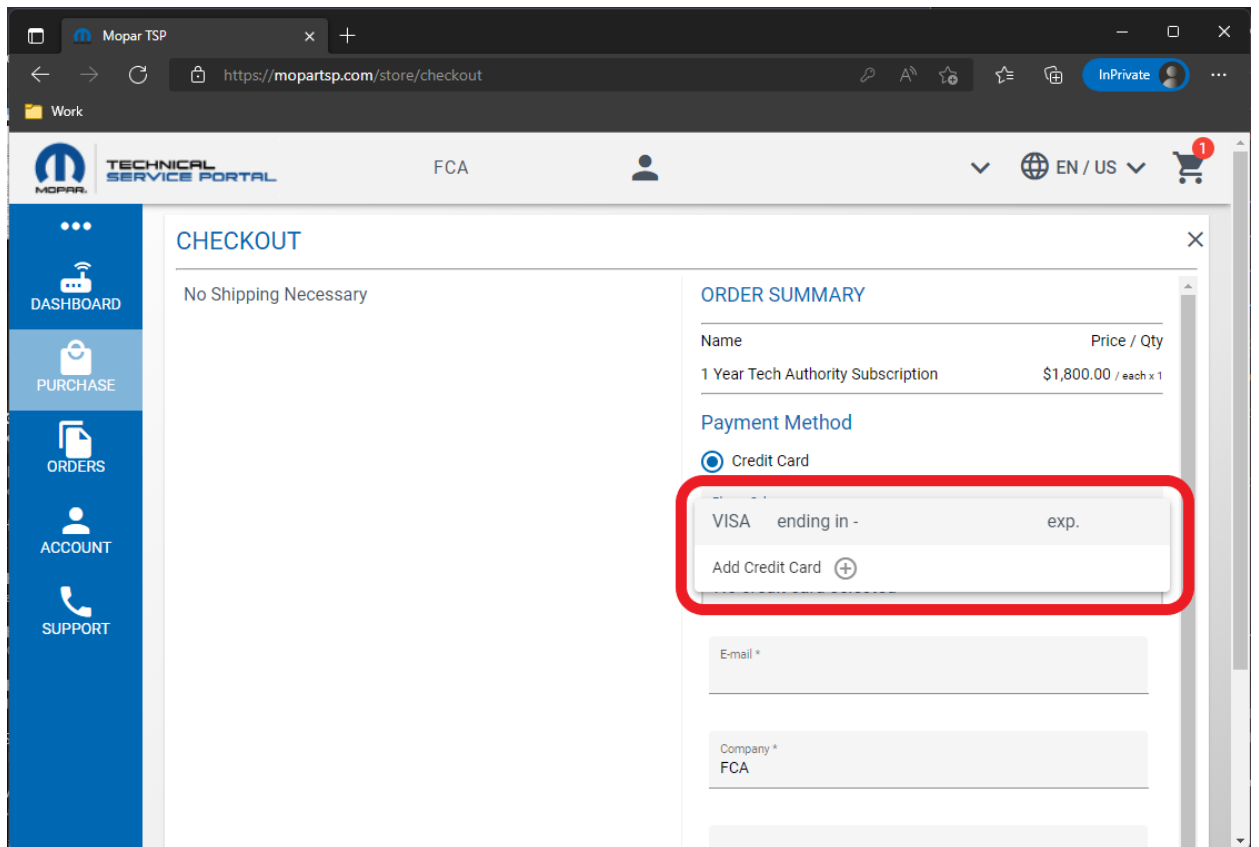 Mopar TSP
https://mopartsp.com/store/checkout
InPrivate
Work
MOPAR.
TECHNICAL
SERVICE PORTAL
FCA
EN / US
1
DASHBOARD
PURCHASE
ORDERS
ACCOUNT
SUPPORT
CHECKOUT
No Shipping Necessary
ORDER SUMMARY
Name Price / Qty
1 Year Tech Authority Subscription $1,800.00 / each x 1
Payment Method
Credit Card
VISA ending in - exp.
Add Credit Card
E-mail *
Company *
FCA